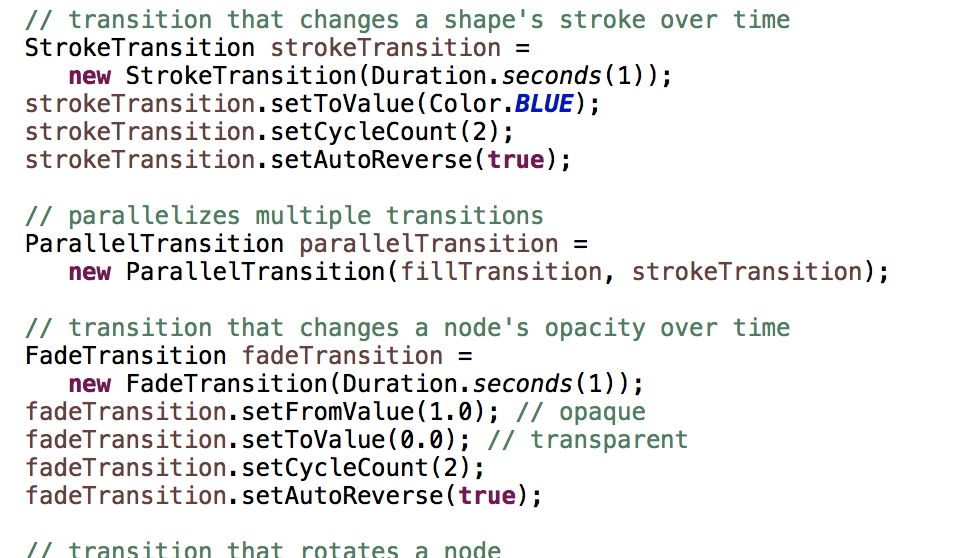 // transition that changes a shape's stroke over time
StrokeTransition strokeTransition =
   new StrokeTransition(Duration.seconds(1));
strokeTransition.setToValue(Color.BLUE);
strokeTransition.setCycleCount(2);
strokeTransition.setAutoReverse(true);

// parallelizes multiple transitions
ParallelTransition parallelTransition =
   new ParallelTransition(fillTransition, strokeTransition);

// transition that changes a node's opacity over time
FadeTransition fadeTransition =
   new FadeTransition(Duration.seconds(1));
fadeTransition.setFromValue(1.0); // opaque
fadeTransition.setToValue(0.0); // transparent
fadeTransition.setCycleCount(2);
fadeTransition.setAutoReverse(true);

// transition that rotates a node